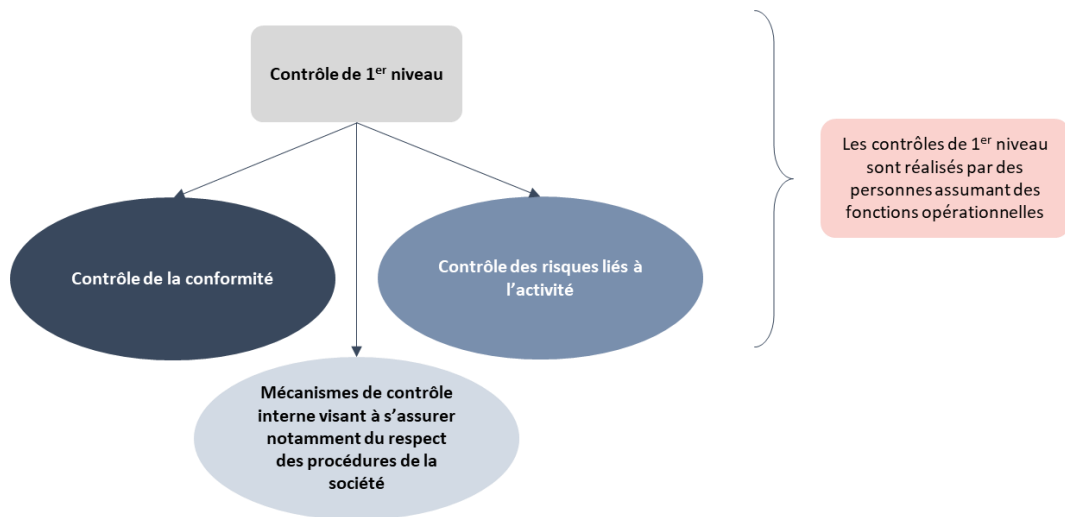 Contrôle de 1er niveau
Les contrôles de 1er niveau
sont réalisés par des
personnes assumant des
fonctions opérationnelles
Contrôle de la conformité
Contrôle des risques liés à
l’activité
Mécanismes de contrôle
interne visant à s’assurer
notamment du respect
des procédures de la
société